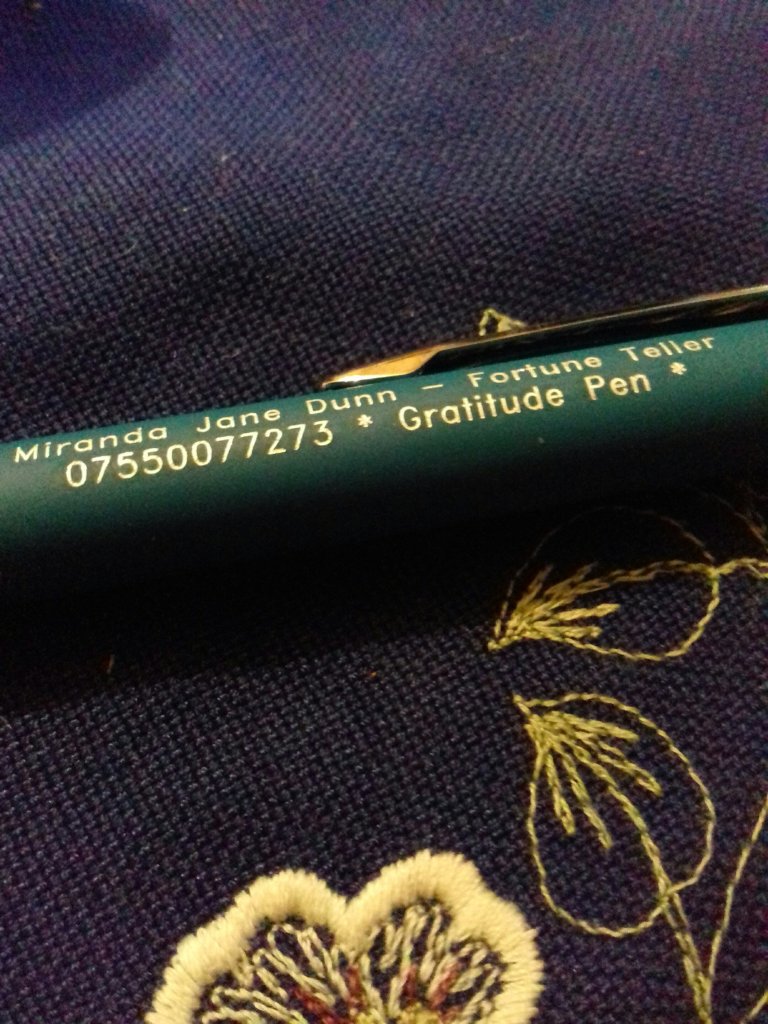 Miranda Jane Dunn - Fortune Teller
07550077273 * Gratitude Pen *